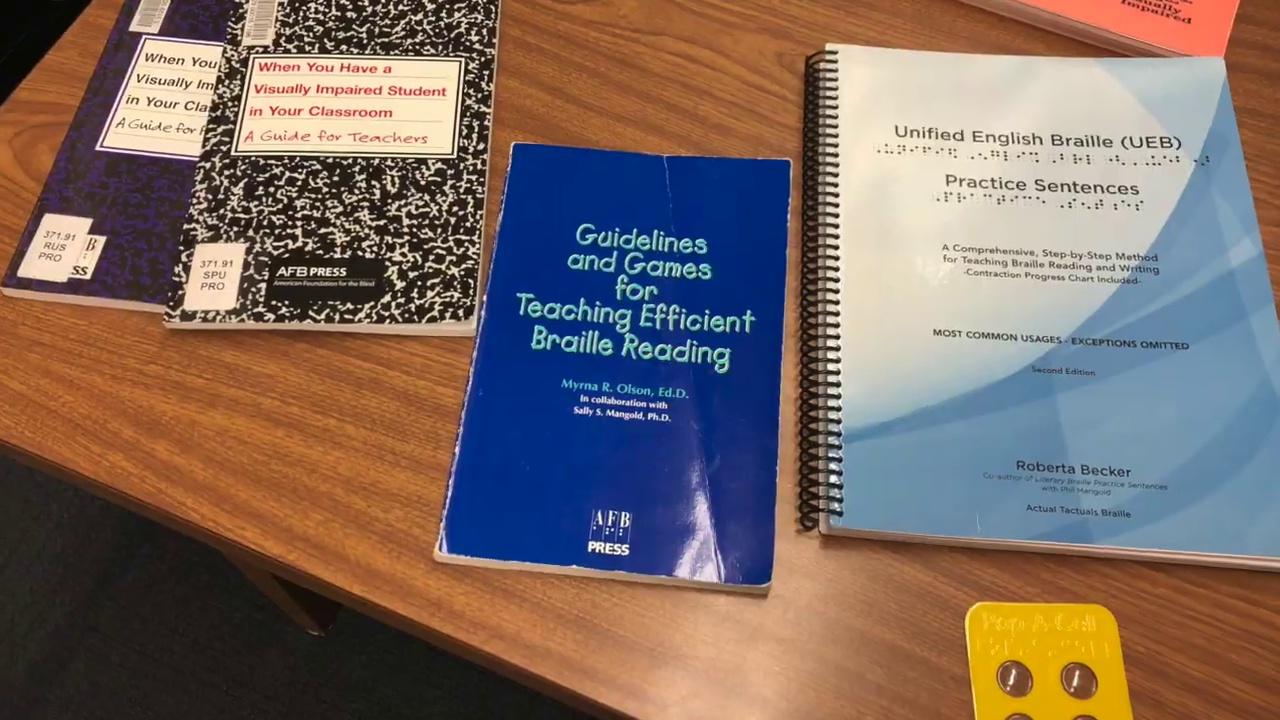 When You
Visually Im
in Your Cla
A Guide for
371.91
RUS
PRO
When You Have a
Visually Impaired Student
in Your Classroom
A Guide for Teachers
371.91
SPU
PRO
AFB PRESS
American Foundation for the Blind
Guidelines
and Games
for
Teaching Efficient
Braille Reading
Myrna R. Olson, Ed.D.
In collaboration with
Sally S. Mangold, Ph.D.
AFB
PRESS
Impaired
Unified English Braille (UEB)
Practice Sentences
A Comprehensive, Step-by-Step Method
for Teaching Braille Reading and Writing
-Contraction Progress Chart Included-
MOST COMMON USAGES - EXCEPTIONS OMITTED
Second Edition
Roberta Becker
Co-author of Literary Braille Practice Sentences
with Phil Mangold
Actual Tactuals Braille
Pop-A-Cell